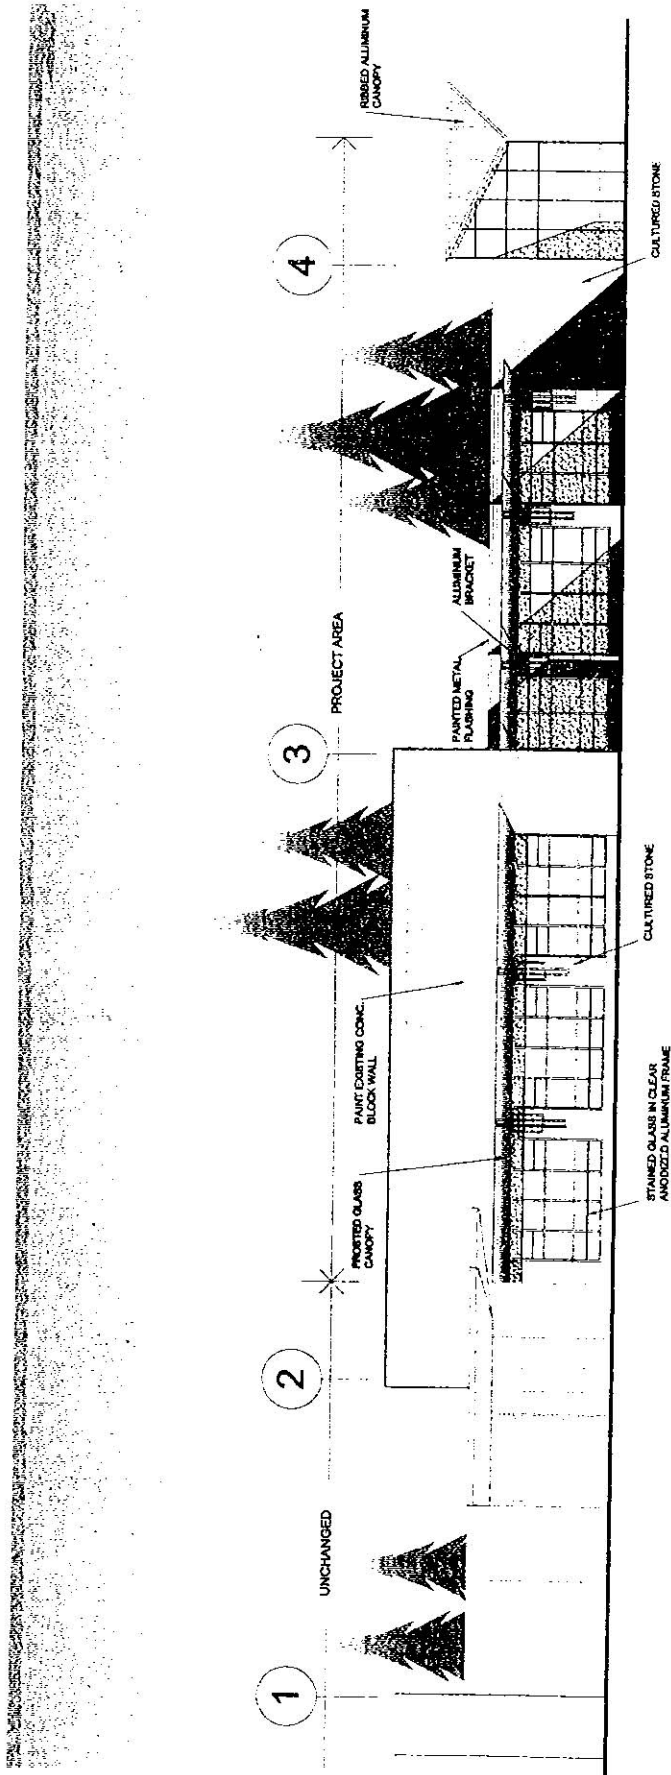 1
2
3
4
UNCHANGED
PROJECT AREA
FROSTED GLASS
CANOPY
PAINT EXISTING CONC.
BLOCK WALL
PAINTED METAL
FLASHING
ALUMINUM
BRACKET
RIBBED ALUMINUM
CANOPY
STAINED GLASS IN CLEAR
ANODIZED ALUMINUM FRAME
CULTURED STONE
CULTURED STONE